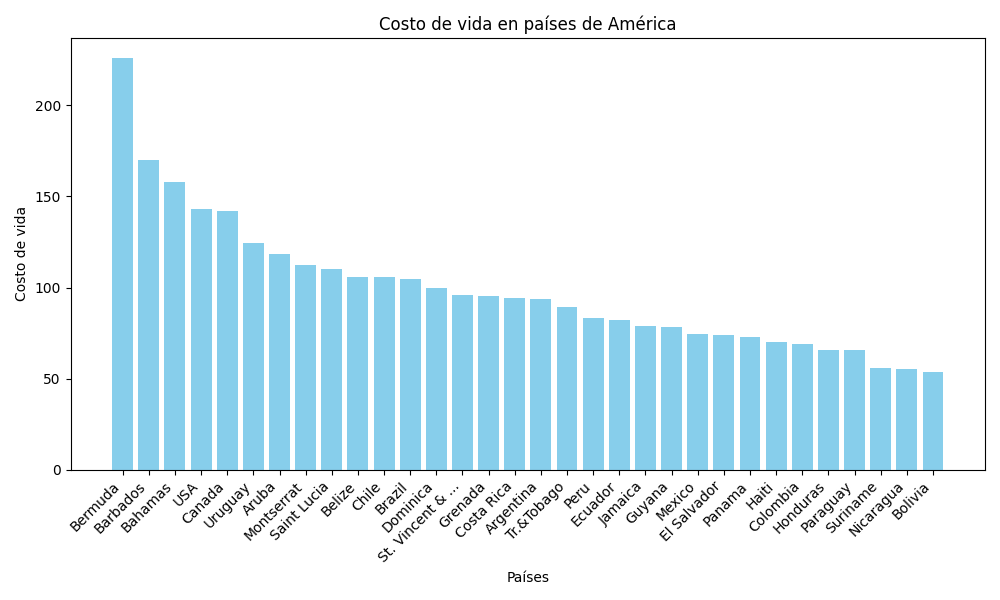 Costo de vida en países de América
Costo de vida
200
150
100
50
0
Bermuda
Barbados
Bahamas
USA
Canada
Uruguay
Aruba
Montserrat
Saint Lucia
Belize
Chile
Brazil
Dominica
St. Vincent & ...
Grenada
Costa Rica
Argentina
Tr.&Tobago
Peru
Ecuador
Jamaica
Guyana
Mexico
El Salvador
Panama
Haiti
Colombia
Honduras
Paraguay
Suriname
Nicaragua
Bolivia
Países